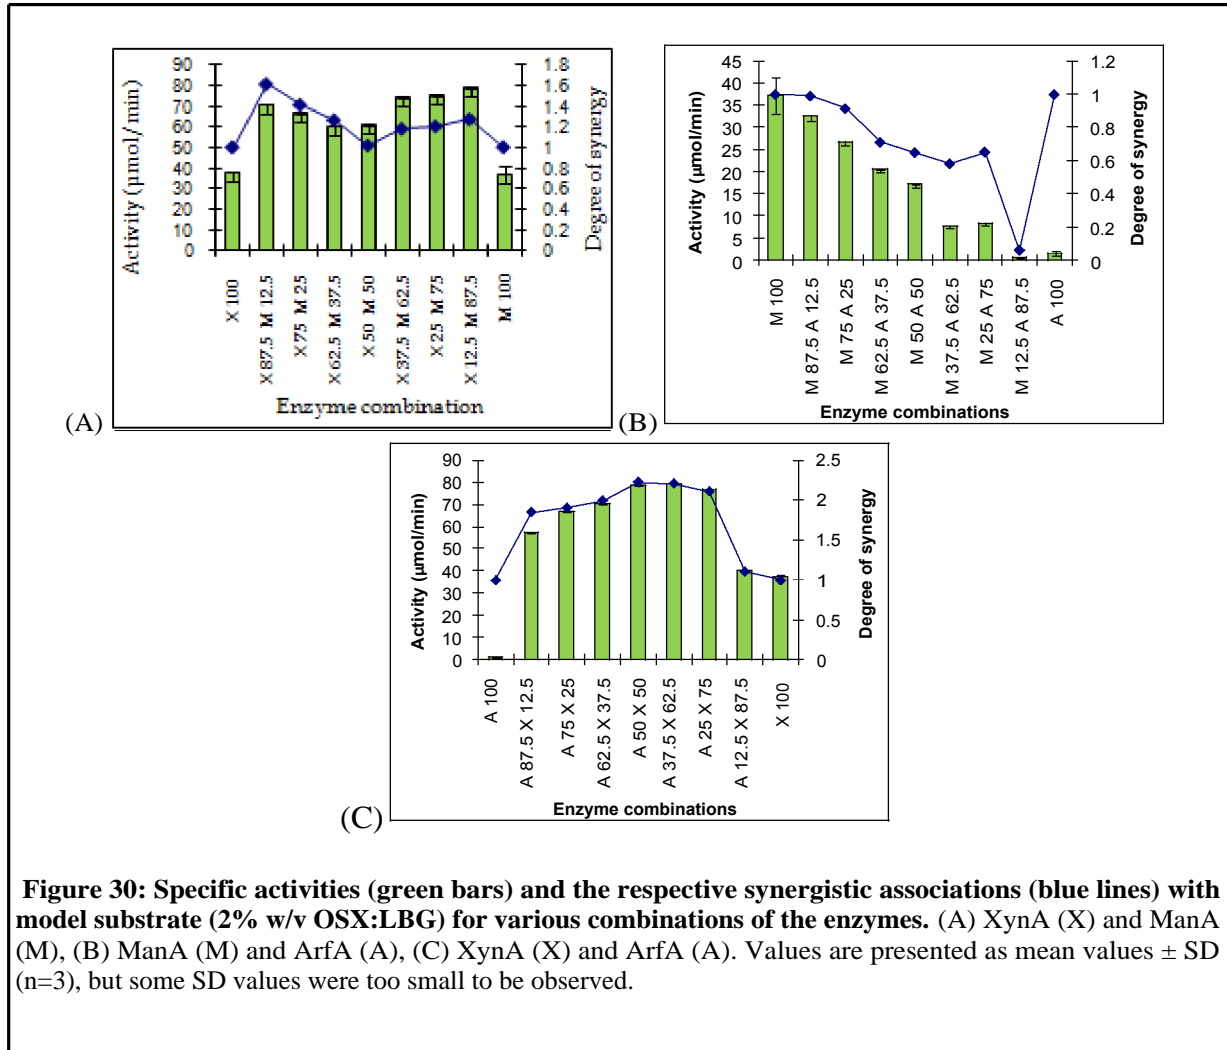 Activity (µmol/ min)
90
80
70
60
50
40
30
20
10
0
1.8
1.6
1.4
1.2
1
0.8
0.6
0.4
0.2
0
Degree of synergy
X 100
X 87.5 M 12.5
X 75 M 25
X 62.5 M 37.5
X 50 M 50
X 37.5 M 62.5
X 25 M 75
X 12.5 M 87.5
M 100
Enzyme combination
(A)
Activity (µmol/min)
45
40
35
30
25
20
15
10
5
0
1.2
1
0.8
0.6
0.4
0.2
0
Degree of synergy
M 100
M 87.5 A 12.5
M 75 A 25
M 62.5 A 37.5
M 50 A 50
M 37.5 A 62.5
M 25 A 75
M 12.5 A 87.5
A 100
Enzyme combinations
(B)
Activity (µmol/min)
90
80
70
60
50
40
30
20
10
0
2.5
2
1.5
1
0.5
0
Degree of synergy
A 100
A 87.5 X 12.5
A 75 X 25
A 62.5 X 37.5
A 50 X 50
A 37.5 X 62.5
A 25 X 75
A 12.5 X 87.5
X 100
Enzyme combinations
(C)
Figure 30: Specific activities (green bars) and the respective synergistic associations (blue lines) with
model substrate (2% w/v OSX:LBG) for various combinations of the enzymes. (A) XynA (X) and ManA
(M), (B) ManA (M) and ArfA (A), (C) XynA (X) and ArfA (A). Values are presented as mean values ± SD
(n=3), but some SD values were too small to be observed.